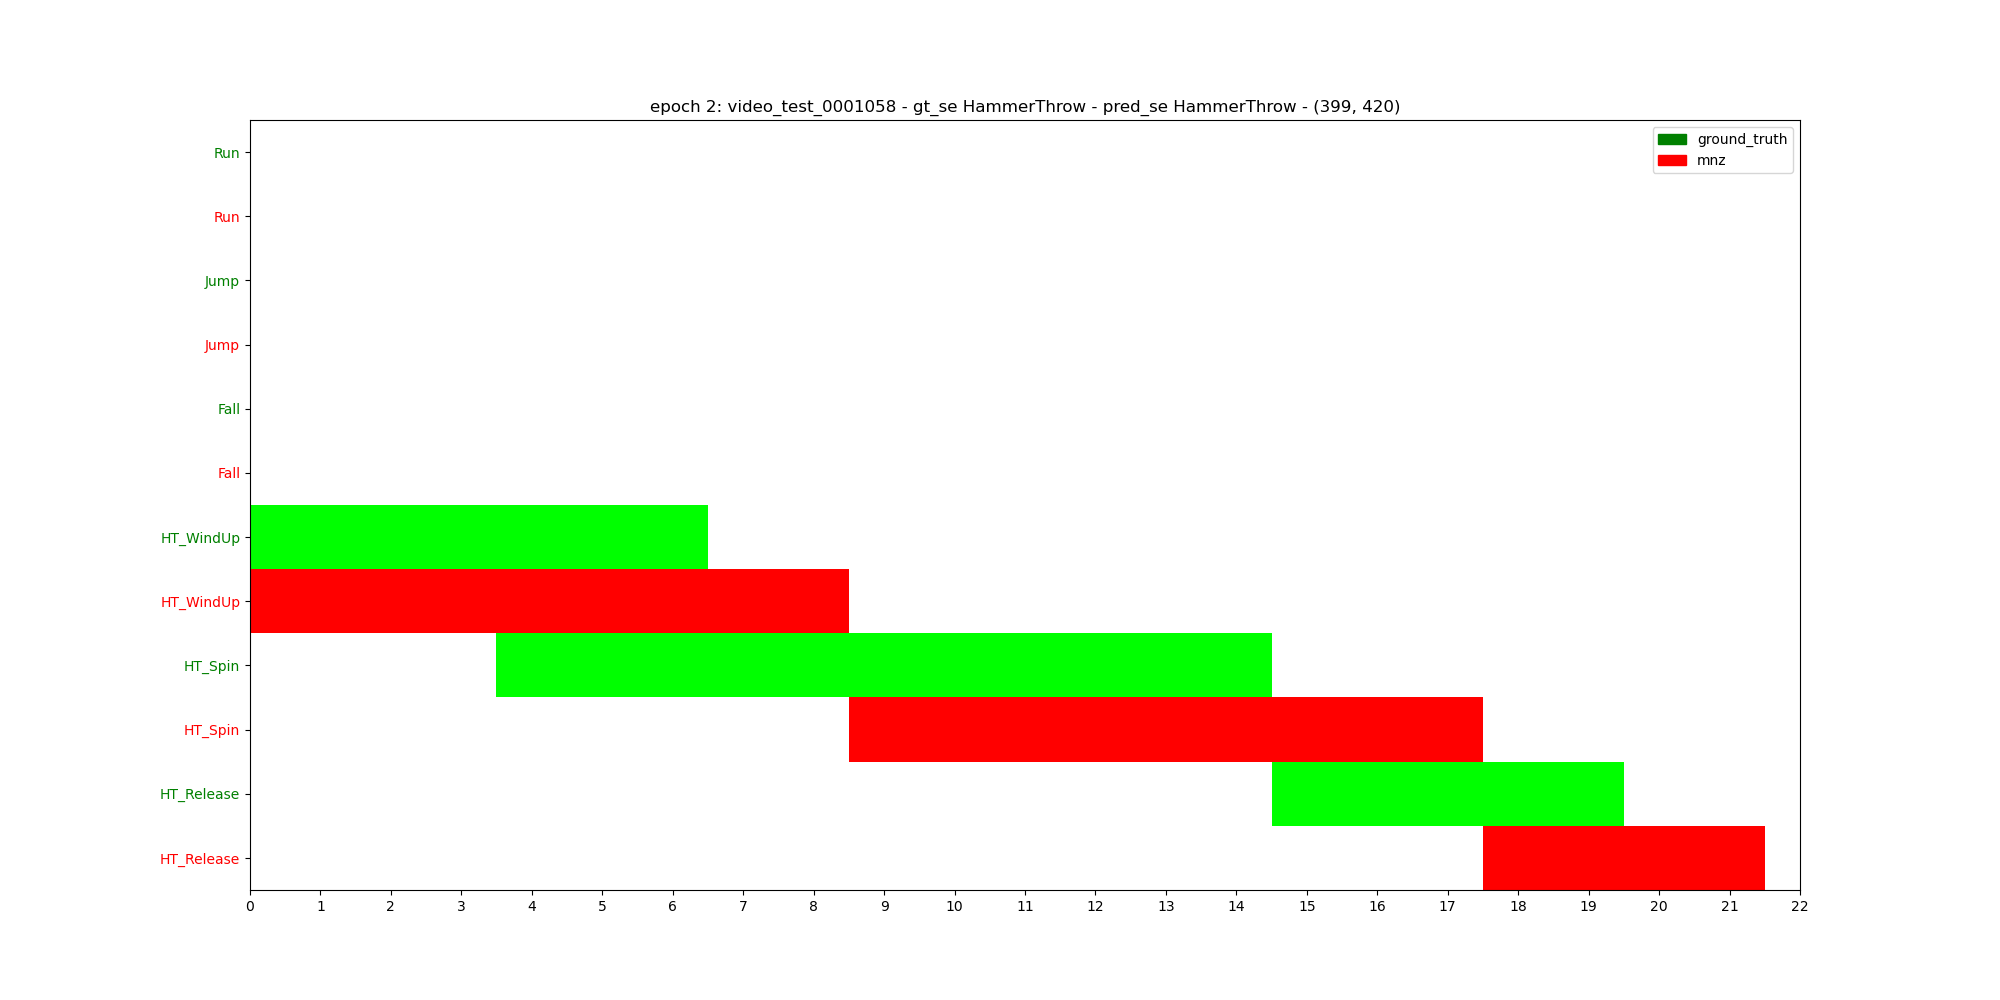 epoch 2: video_test_0001058 - gt_se HammerThrow - pred_se HammerThrow - (399, 420)
ground_truth
mnz
Run
Run
Jump
Jump
Fall
Fall
HT_WindUp
HT_WindUp
HT_Spin
HT_Spin
HT_Release
HT_Release
0 1 2 3 4 5 6 7 8 9 10 11 12 13 14 15 16 17 18 19 20 21 22